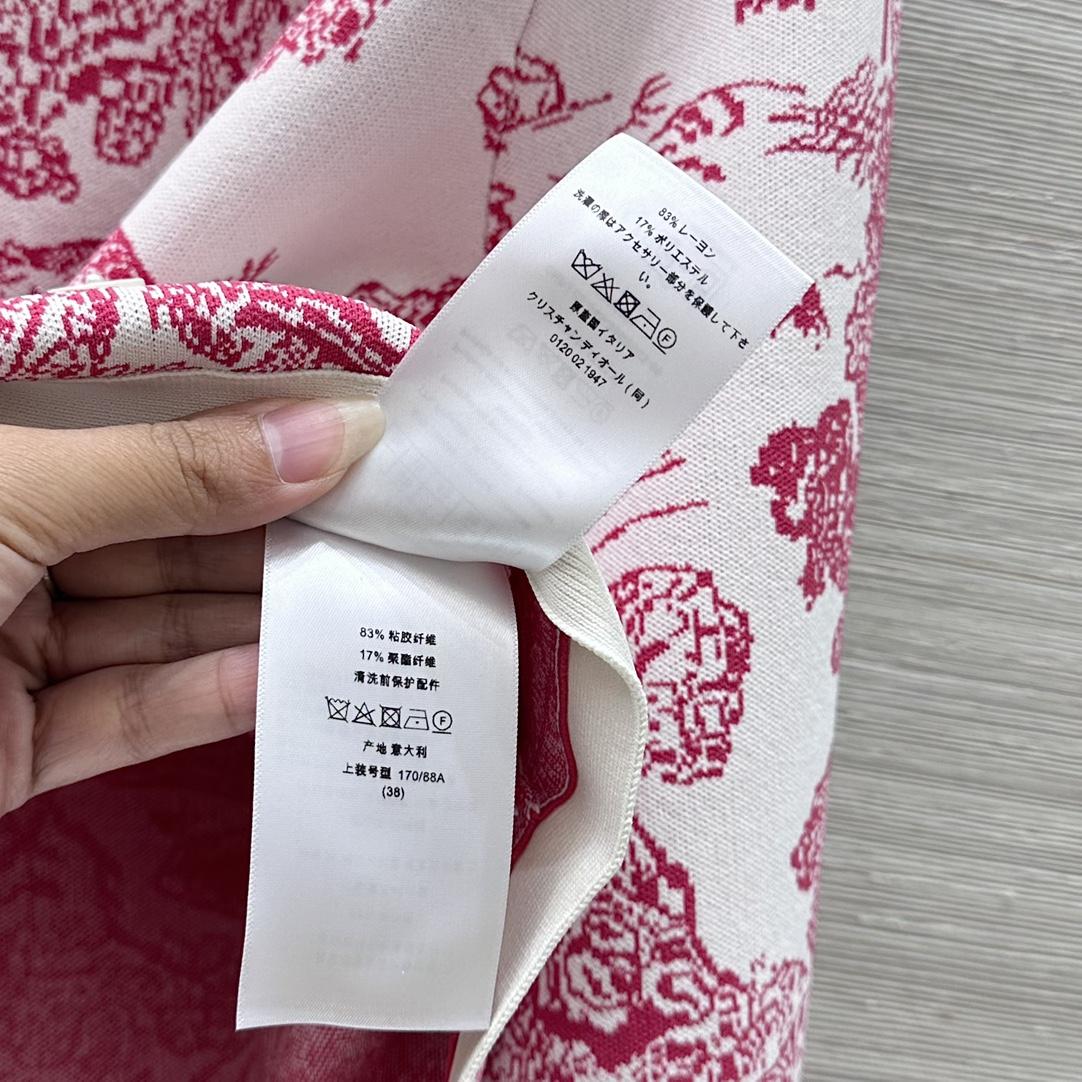 83% レーヨン
17% ポリエステル
洗濯の際はアクセサリー部分を保護して下さ
い。
F
原産国イタリア
クリスチャンディオール(同)
0120 02 1947
83% 粘胶纤维
17% 聚酯纤维
清洗前保护配件
F
产地意大利
上装号型 170/88A
(38)